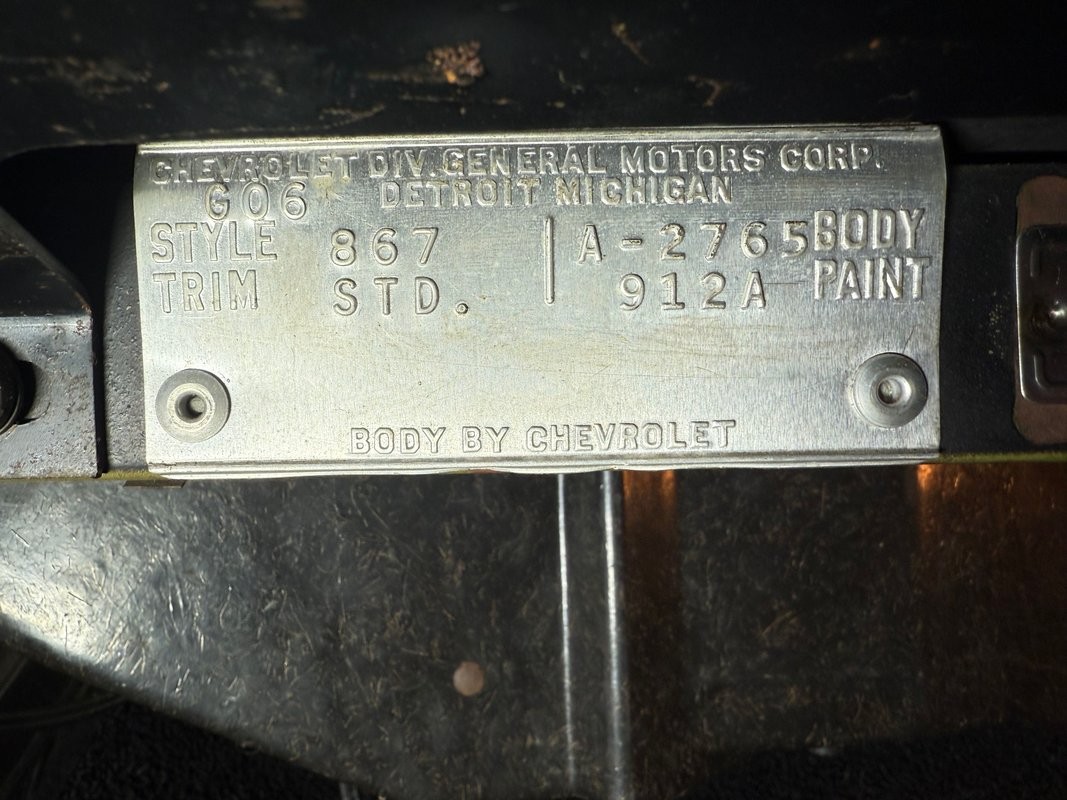 CHEVROLET DIV. GENERAL MOTORS CORP.
G06 DETROIT MICHIGAN
STYLE 867 A-2765 BODY
TRIM STD. 912A PAINT
BODY BY CHEVROLET